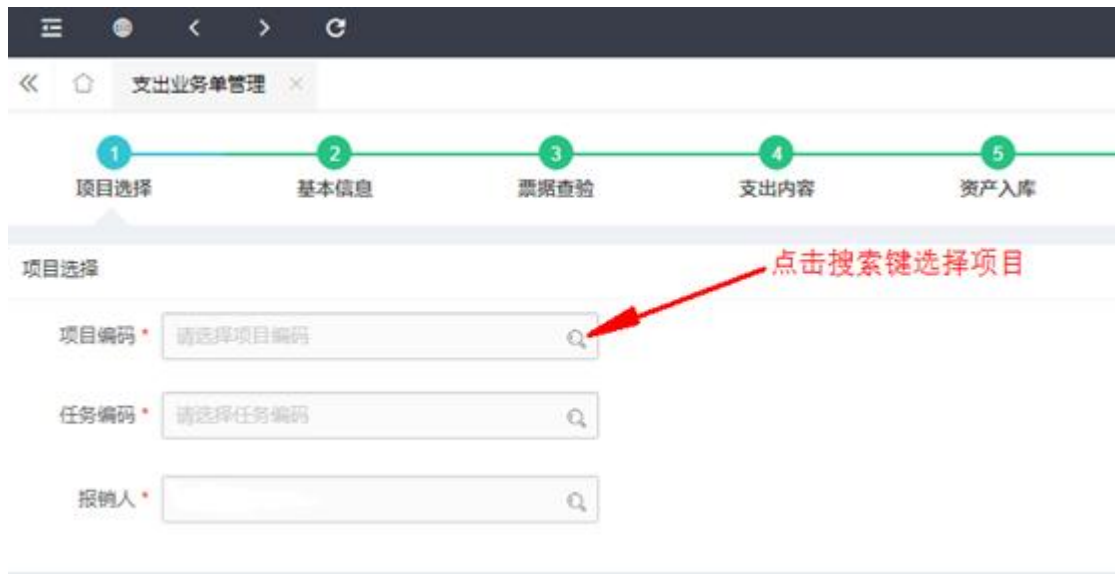 支出业务单管理
1 2 3 4 5
项目选择 基本信息 票据查验 支出内容 资产入库
项目选择
点击搜索键选择项目
项目编码 * 请选择项目编码
任务编码 * 请选择任务编码
报销人 *